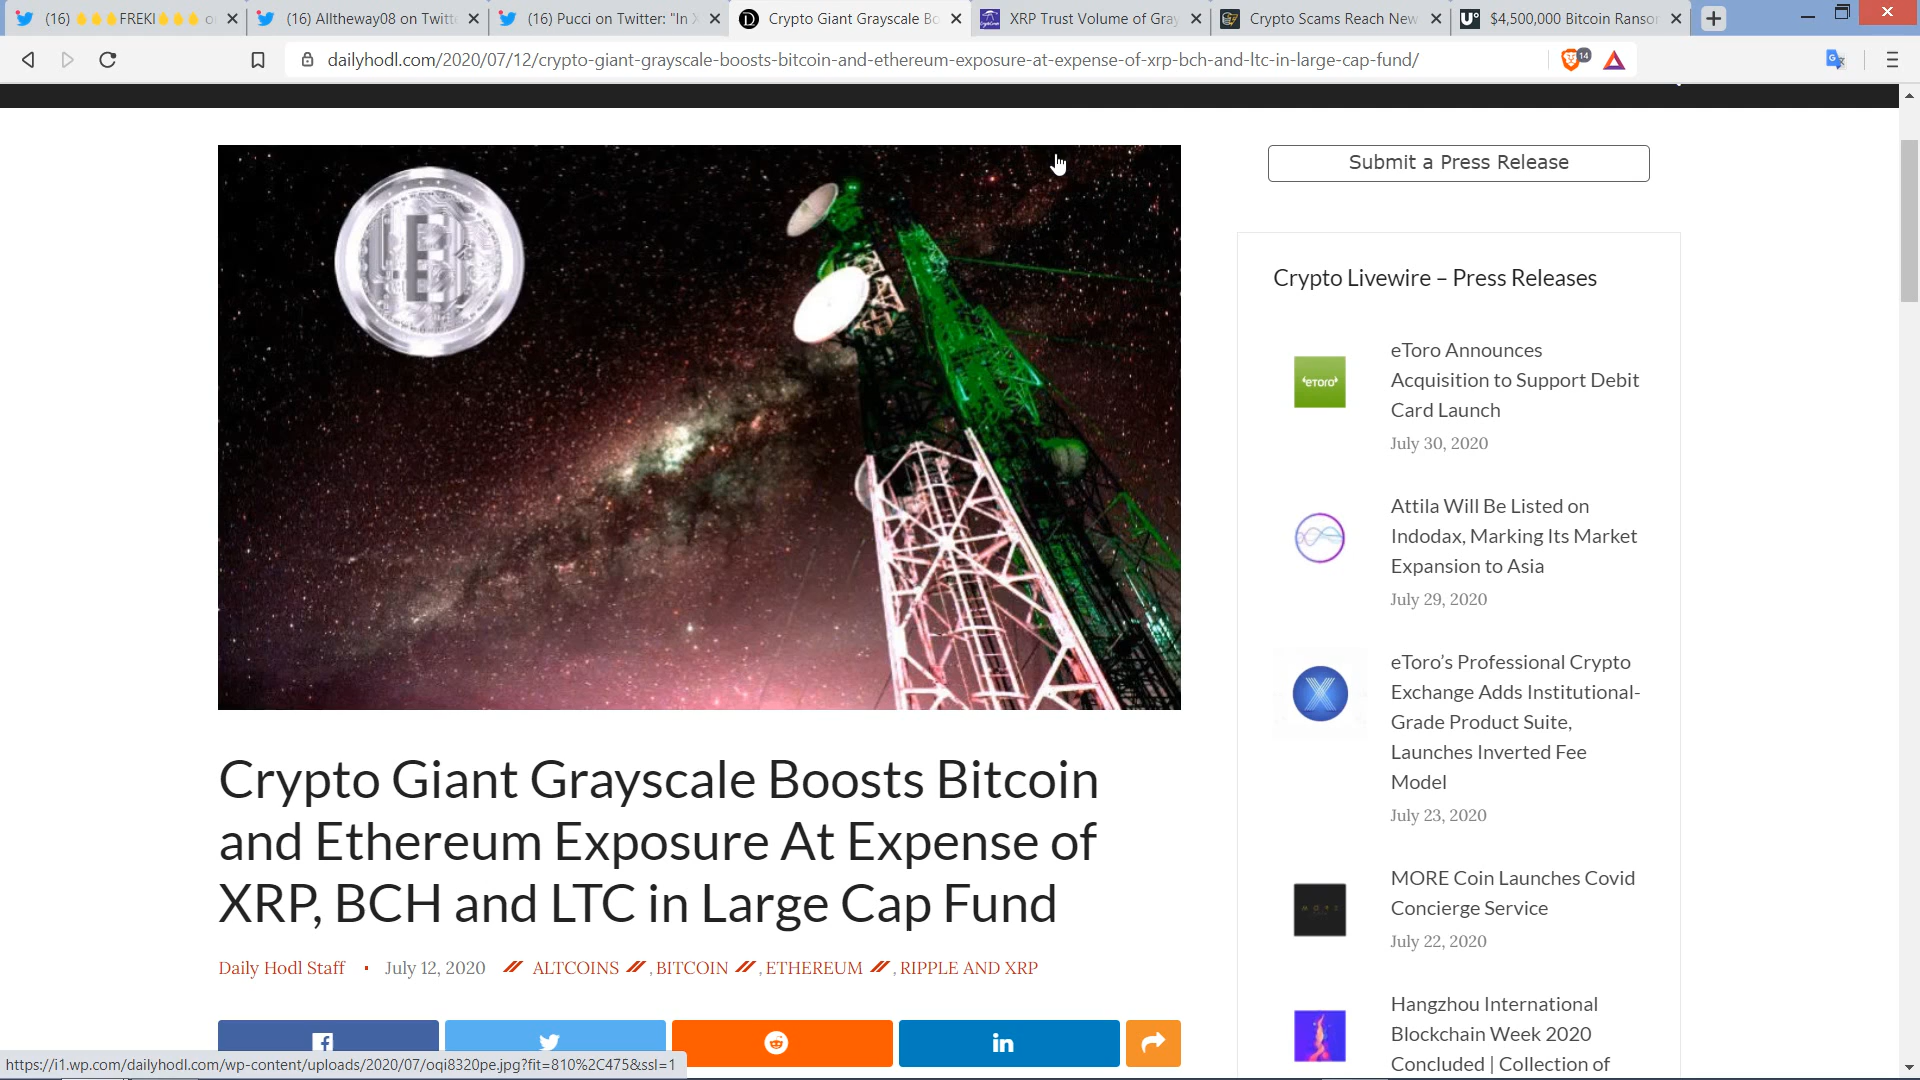 (16) 🔥🔥🔥FREKI🔥🔥🔥 o
(16) Alltheway08 on Twitte
(16) Pucci on Twitter: "In X
Crypto Giant Grayscale Bo
XRP Trust Volume of Gray
Crypto Scams Reach New
$4,500,000 Bitcoin Ransor
dailyhodl.com/2020/07/12/crypto-giant-grayscale-boosts-bitcoin-and-ethereum-exposure-at-expense-of-xrp-bch-and-ltc-in-large-cap-fund/
14
Submit a Press Release
Crypto Livewire – Press Releases
eToro
eToro Announces
Acquisition to Support Debit
Card Launch
July 30, 2020
Attila Will Be Listed on
Indodax, Marking Its Market
Expansion to Asia
July 29, 2020
eToro’s Professional Crypto
Exchange Adds Institutional-
Grade Product Suite,
Launches Inverted Fee
Model
July 23, 2020
MORE Coin Launches Covid
Concierge Service
July 22, 2020
Hangzhou International
Blockchain Week 2020
Concluded | Collection of
Crypto Giant Grayscale Boosts Bitcoin
and Ethereum Exposure At Expense of
XRP, BCH and LTC in Large Cap Fund
Daily Hodl Staff ▪ July 12, 2020 // ALTCOINS // , BITCOIN // , ETHEREUM // , RIPPLE AND XRP
https://i1.wp.com/dailyhodl.com/wp-content/uploads/2020/07/oqi8320pe.jpg?fit=810%2C475&ssl=1